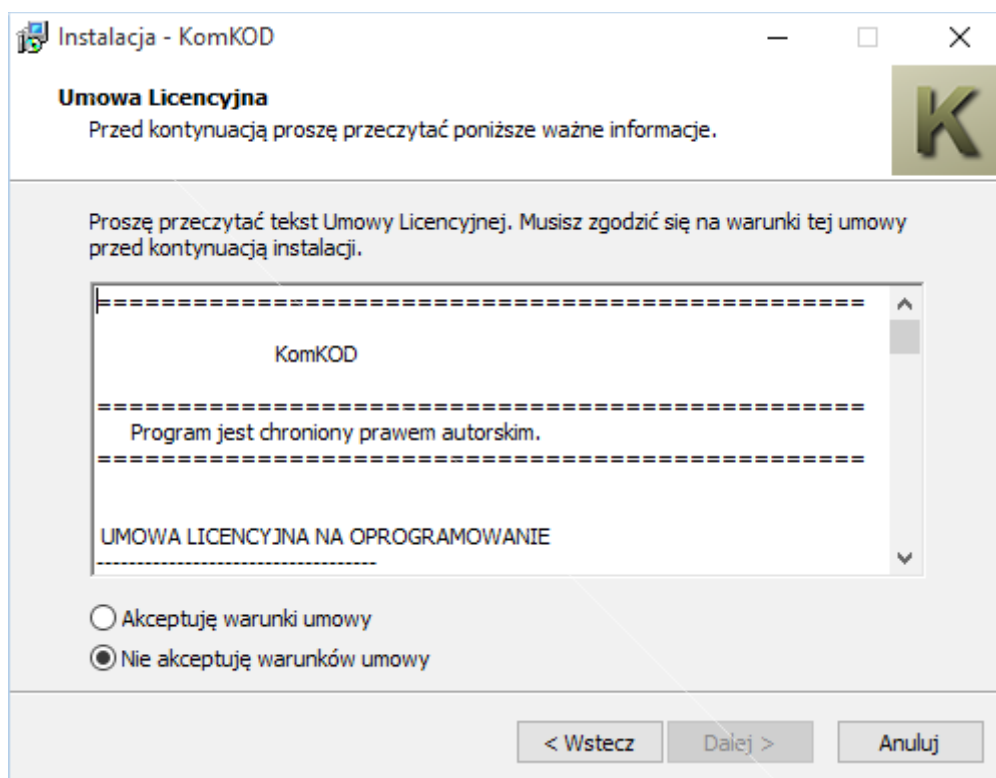 Instalacja - KomKOD
Umowa Licencyjna
Przed kontynuacją proszę przeczytać poniższe ważne informacje.
K
Proszę przeczytać tekst Umowy Licencyjnej. Musisz zgodzić się na warunki tej umowy
przed kontynuacją instalacji.
================================================
KomKOD
================================================
Program jest chroniony prawem autorskim.
================================================
UMOWA LICENCYJNA NA OPROGRAMOWANIE
-----------------------------------
Akceptuję warunki umowy
Nie akceptuję warunków umowy
< Wstecz
Dalej >
Anuluj